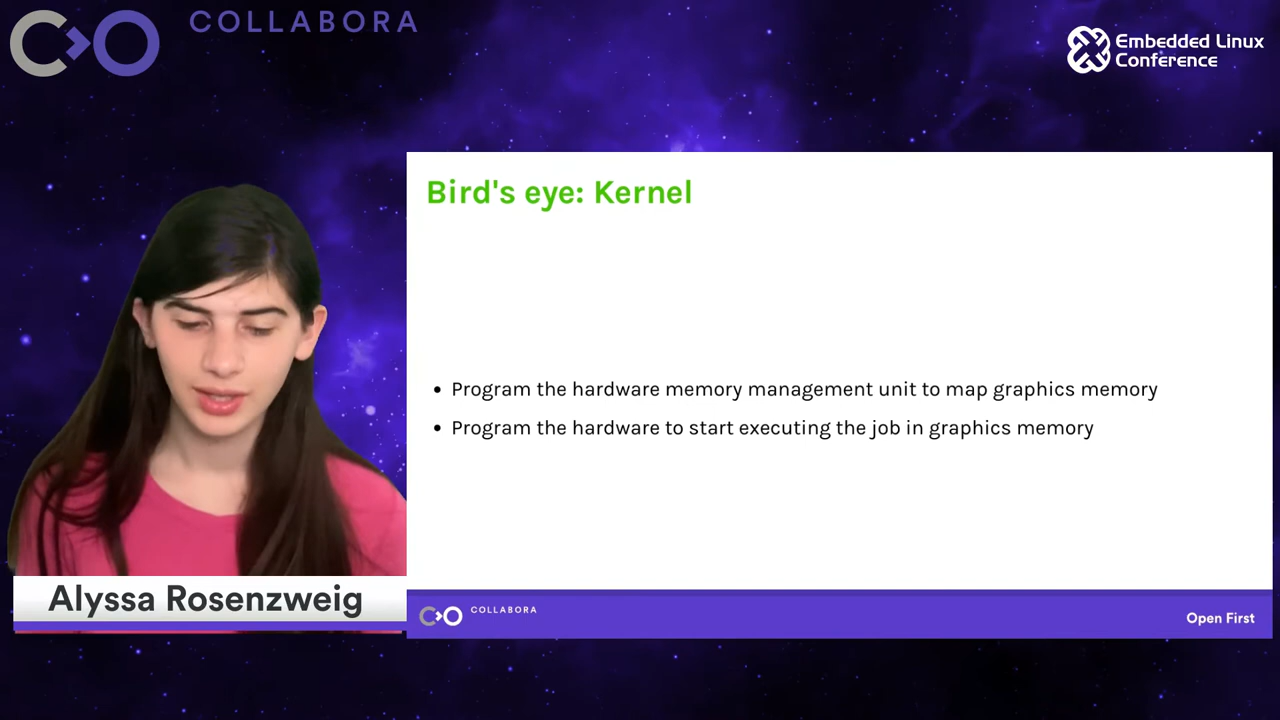 COLLABORA
Embedded Linux
Conference
Bird's eye: Kernel
• Program the hardware memory management unit to map graphics memory
• Program the hardware to start executing the job in graphics memory
Alyssa Rosenzweig
COLLABORA
Open First